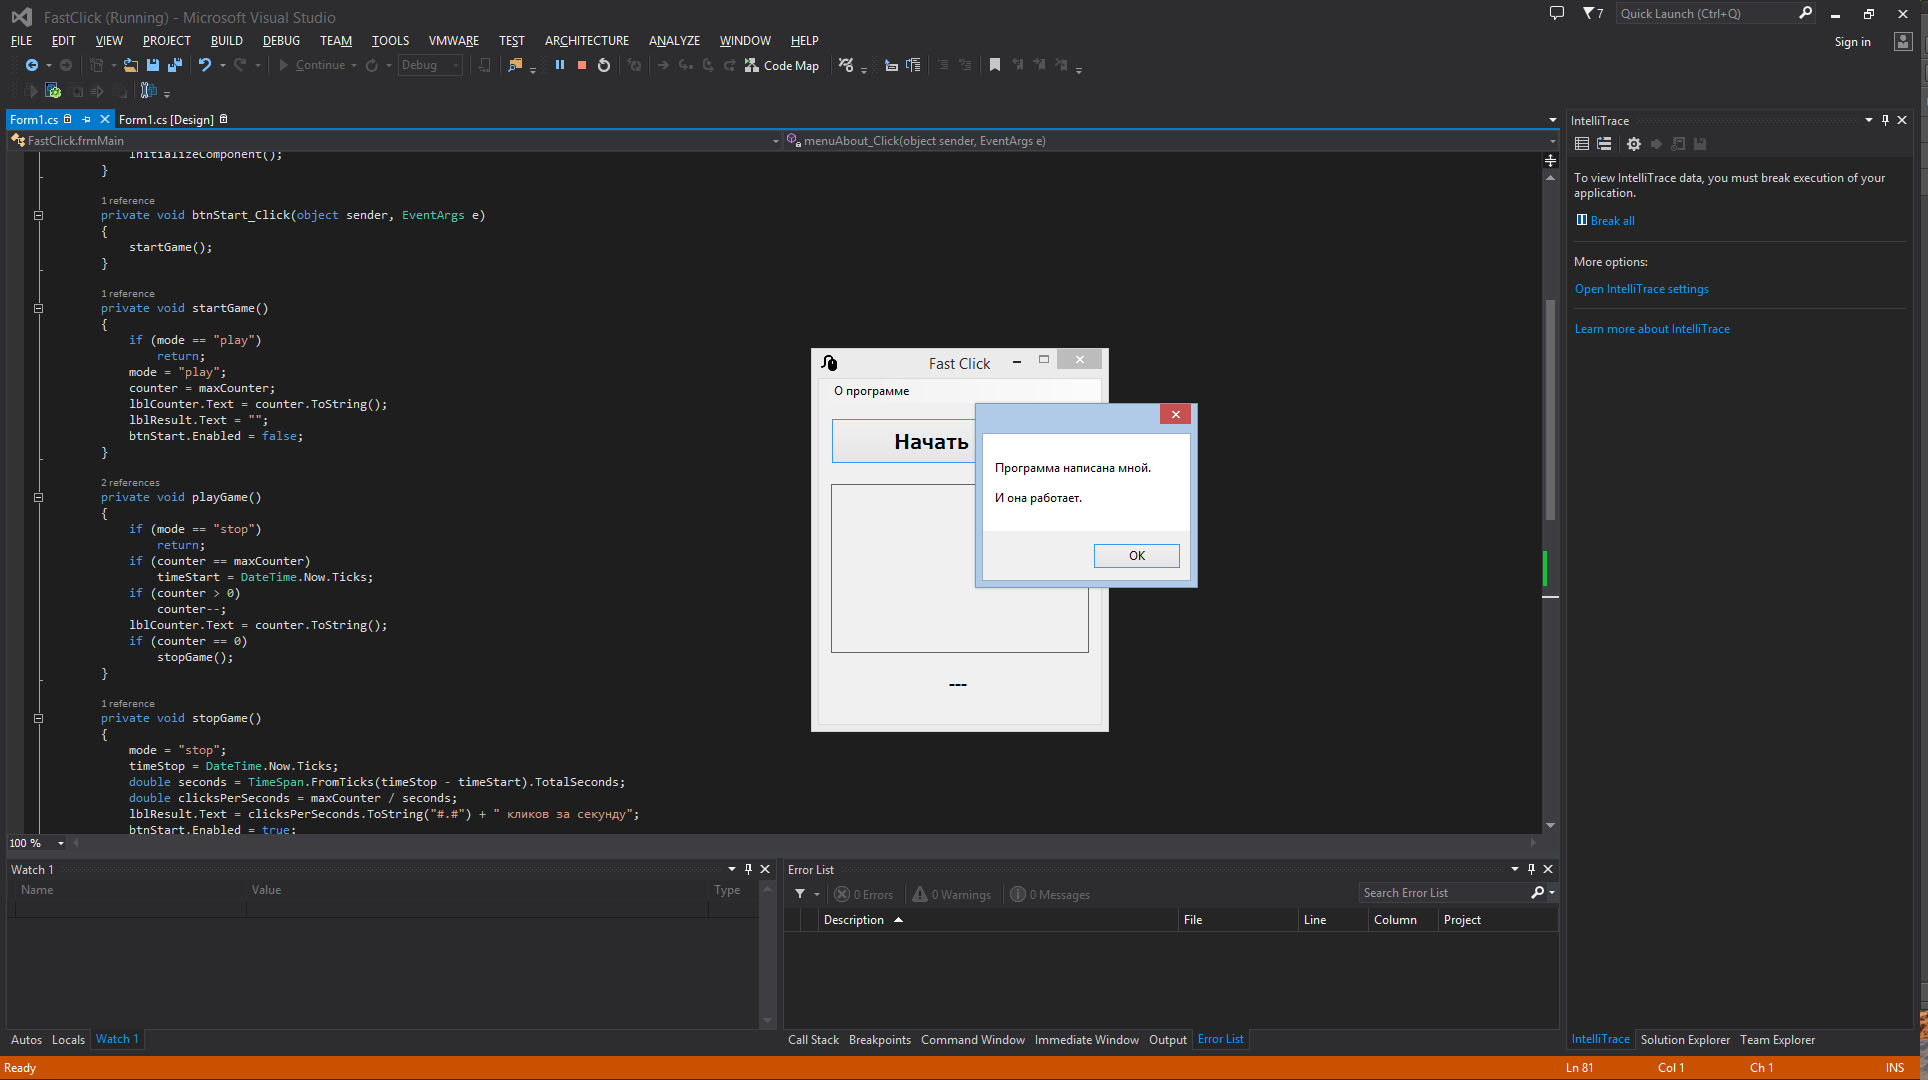 FastClick (Running) - Microsoft Visual Studio
7
Quick Launch (Ctrl+Q)
FILE EDIT VIEW PROJECT BUILD DEBUG TEAM TOOLS VMWARE TEST ARCHITECTURE ANALYZE WINDOW HELP
Sign in
Continue
Debug
Code Map
Form1.cs
Form1.cs [Design]
FastClick.frmMain
menuAbout_Click(object sender, EventArgs e)
InitializeComponent();
}
1 reference
private void btnStart_Click(object sender, EventArgs e)
{
startGame();
}
1 reference
private void startGame()
{
if (mode == "play")
return;
mode = "play";
counter = maxCounter;
lblCounter.Text = counter.ToString();
lblResult.Text = "";
btnStart.Enabled = false;
}
2 references
private void playGame()
{
if (mode == "stop")
return;
if (counter == maxCounter)
timeStart = DateTime.Now.Ticks;
if (counter > 0)
counter--;
lblCounter.Text = counter.ToString();
if (counter == 0)
stopGame();
}
1 reference
private void stopGame()
{
mode = "stop";
timeStop = DateTime.Now.Ticks;
double seconds = TimeSpan.FromTicks(timeStop - timeStart).TotalSeconds;
double clicksPerSeconds = maxCounter / seconds;
lblResult.Text = clicksPerSeconds.ToString("#.#") + " кликов за секунду";
btnStart.Enabled = true;
100 %
Fast Click
О программе
Начать
---
Программа написана мной.
И она работает.
OK
IntelliTrace
To view IntelliTrace data, you must break execution of your
application.
Break all
More options:
Open IntelliTrace settings
Learn more about IntelliTrace
Watch 1
Name Value Type
Error List
0 Errors 0 Warnings 0 Messages
Search Error List
Description File Line Column Project
Autos Locals Watch 1
Call Stack Breakpoints Command Window Immediate Window Output Error List
IntelliTrace Solution Explorer Team Explorer
Ready
Ln 81 Col 1 Ch 1 INS